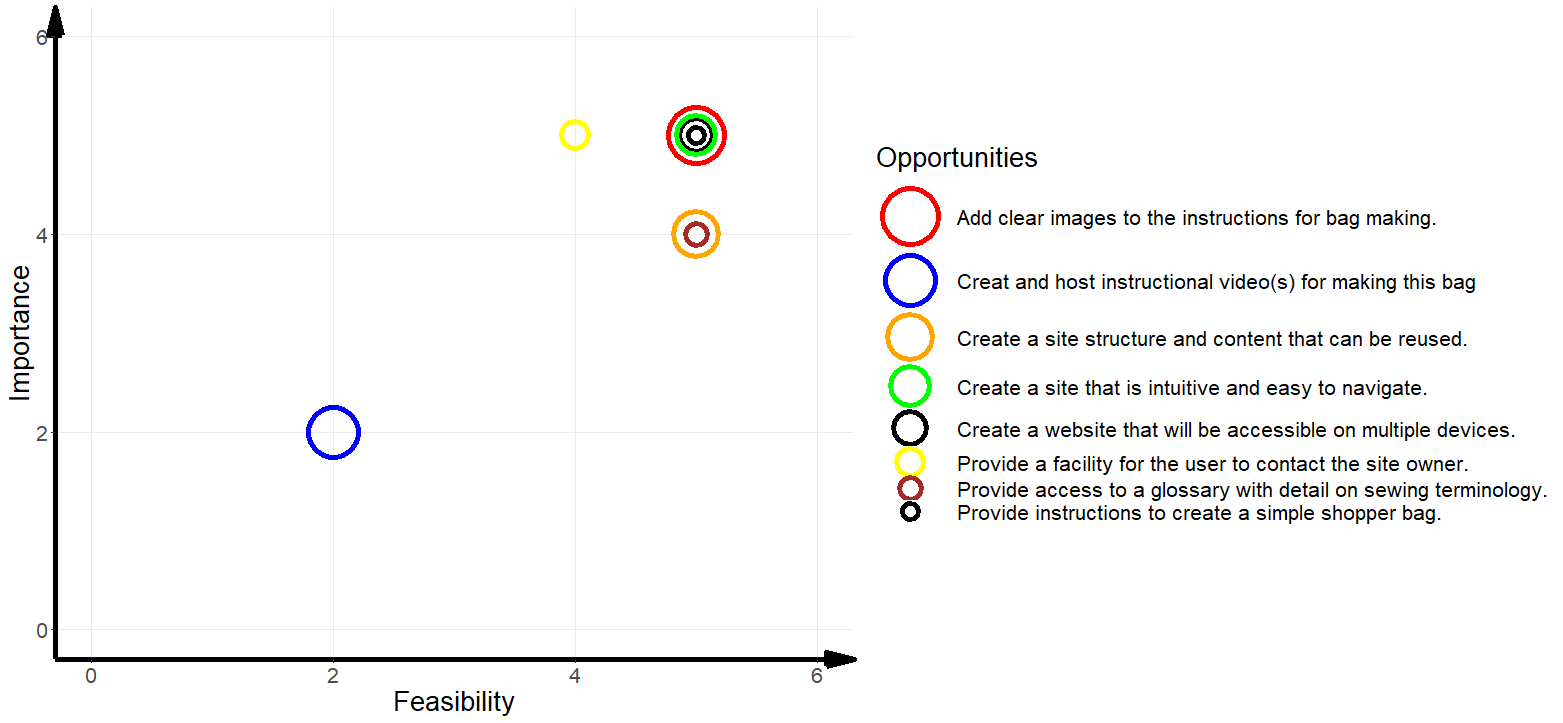 6
4
2
0
Importance
0
2
4
6
Feasibility
Opportunities
Add clear images to the instructions for bag making.
Creat and host instructional video(s) for making this bag
Create a site structure and content that can be reused.
Create a site that is intuitive and easy to navigate.
Create a website that will be accessible on multiple devices.
Provide a facility for the user to contact the site owner.
Provide access to a glossary with detail on sewing terminology.
Provide instructions to create a simple shopper bag.